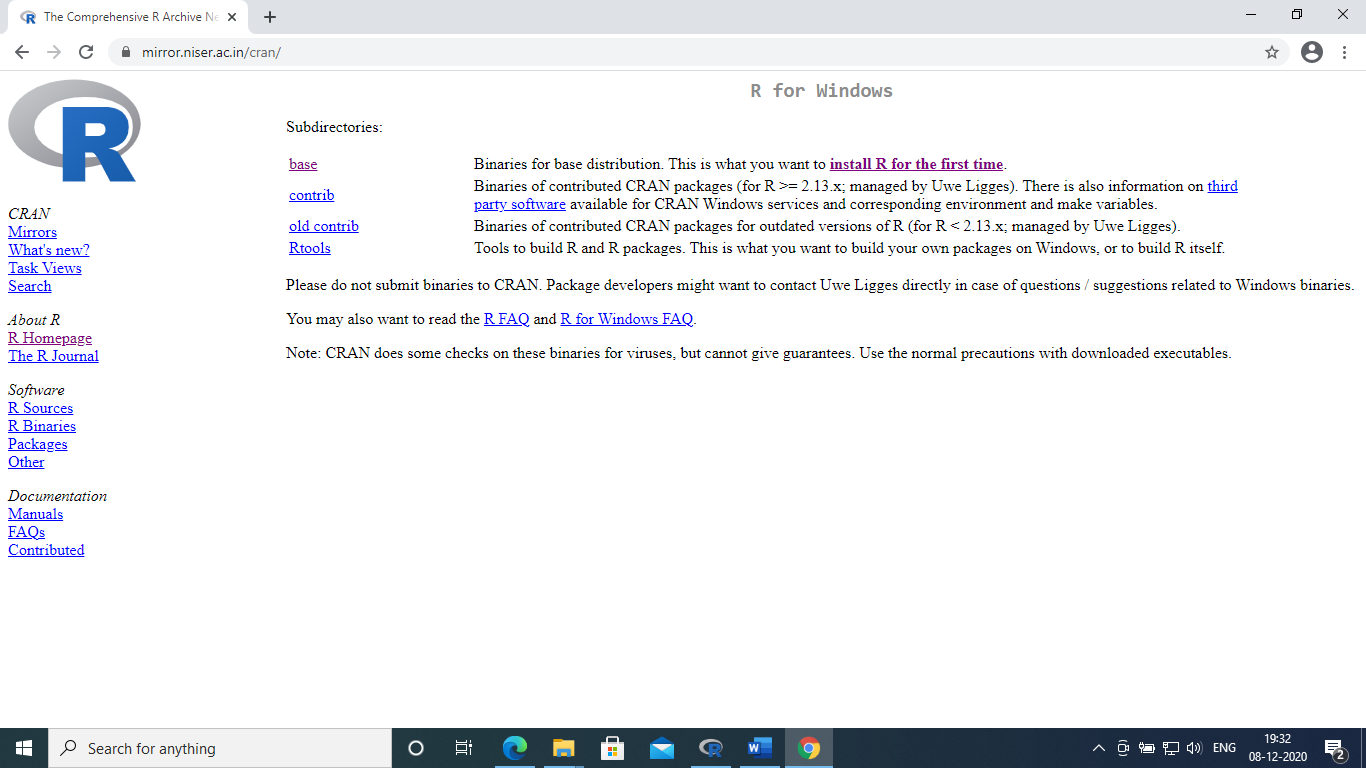 The Comprehensive R Archive Ne
mirror.niser.ac.in/cran/
R
CRAN
Mirrors
What's new?
Task Views
Search
About R
R Homepage
The R Journal
Software
R Sources
R Binaries
Packages
Other
Documentation
Manuals
FAQs
Contributed
R for Windows
Subdirectories:
base Binaries for base distribution. This is what you want to install R for the first time.
contrib Binaries of contributed CRAN packages (for R >= 2.13.x; managed by Uwe Ligges). There is also information on third
party software available for CRAN Windows services and corresponding environment and make variables.
old contrib Binaries of contributed CRAN packages for outdated versions of R (for R < 2.13.x; managed by Uwe Ligges).
Rtools Tools to build R and R packages. This is what you want to build your own packages on Windows, or to build R itself.
Please do not submit binaries to CRAN. Package developers might want to contact Uwe Ligges directly in case of questions / suggestions related to Windows binaries.
You may also want to read the R FAQ and R for Windows FAQ.
Note: CRAN does some checks on these binaries for viruses, but cannot give guarantees. Use the normal precautions with downloaded executables.
Search for anything
ENG
19:32
08-12-2020
2